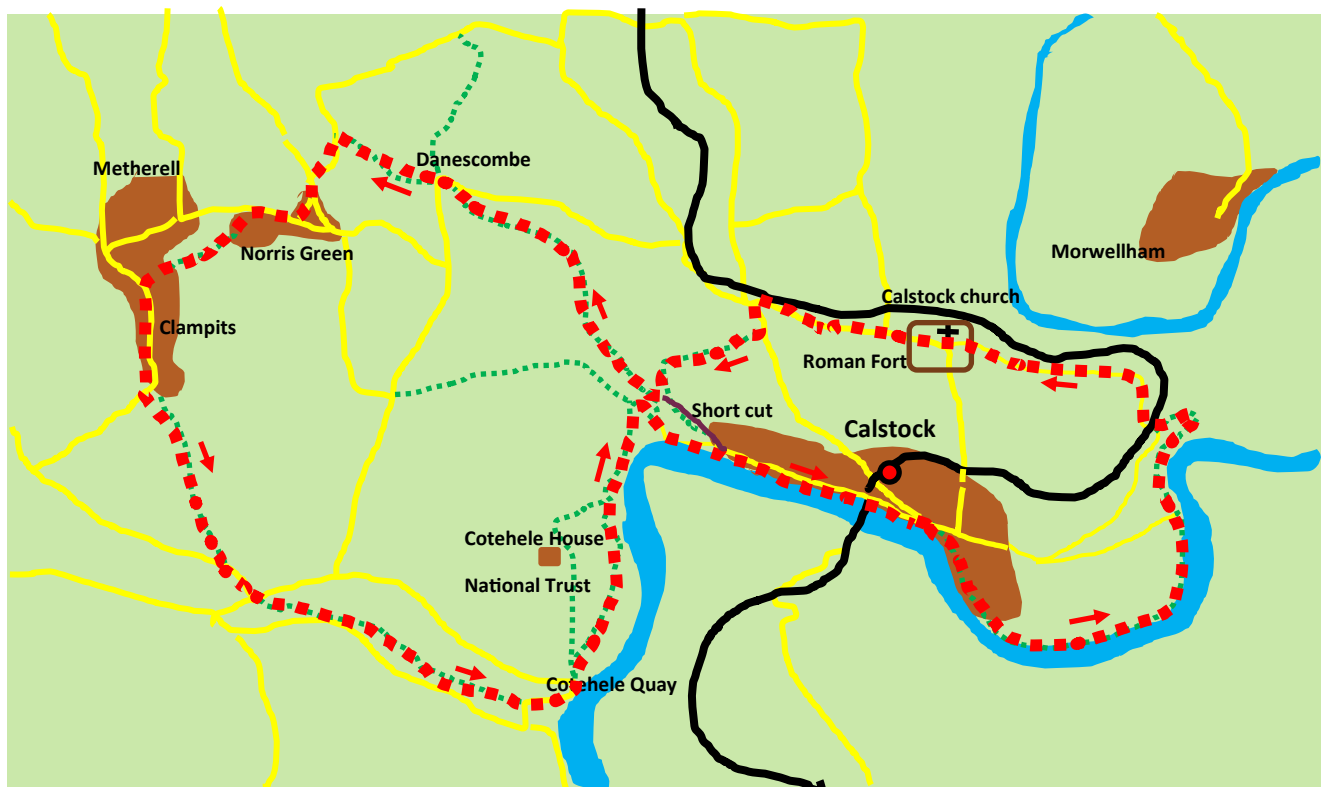 Metherell
Danescombe
Norris Green
Morwellham
Calstock church
Clampits
Roman Fort
Short cut
Calstock
Cotehele House
National Trust
Cotehele Quay